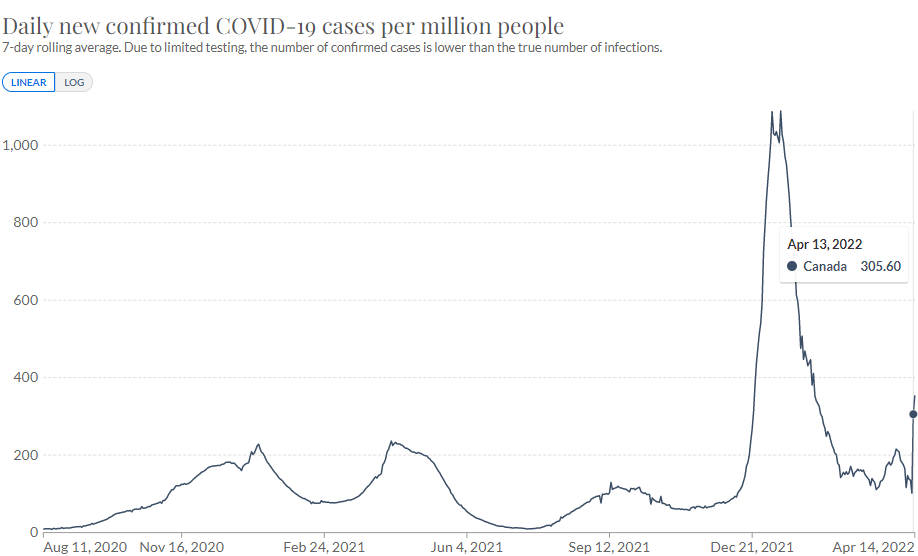 Daily new confirmed COVID-19 cases per million people
7-day rolling average. Due to limited testing, the number of confirmed cases is lower than the true number of infections.
LINEAR LOG
1,000
800
Apr 13, 2022
Canada 305.60
600
400
200
0
Aug 11, 2020 Nov 16, 2020 Feb 24, 2021 Jun 4, 2021 Sep 12, 2021 Dec 21, 2021 Apr 14, 2022